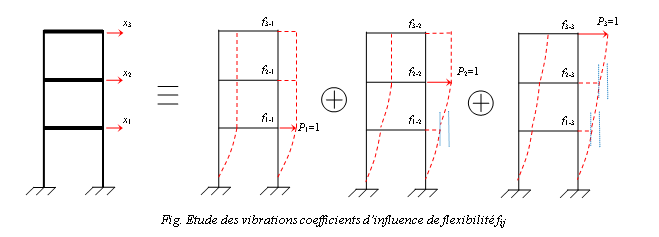 x3
x2
x1
f3-1
f2-1
f1-1
P1=1
f3-2
f2-2
f1-2
P2=1
f3-3
f2-3
f1-3
P3=1
Fig. Etude des vibrations coefficients d'influence de flexibilité fij